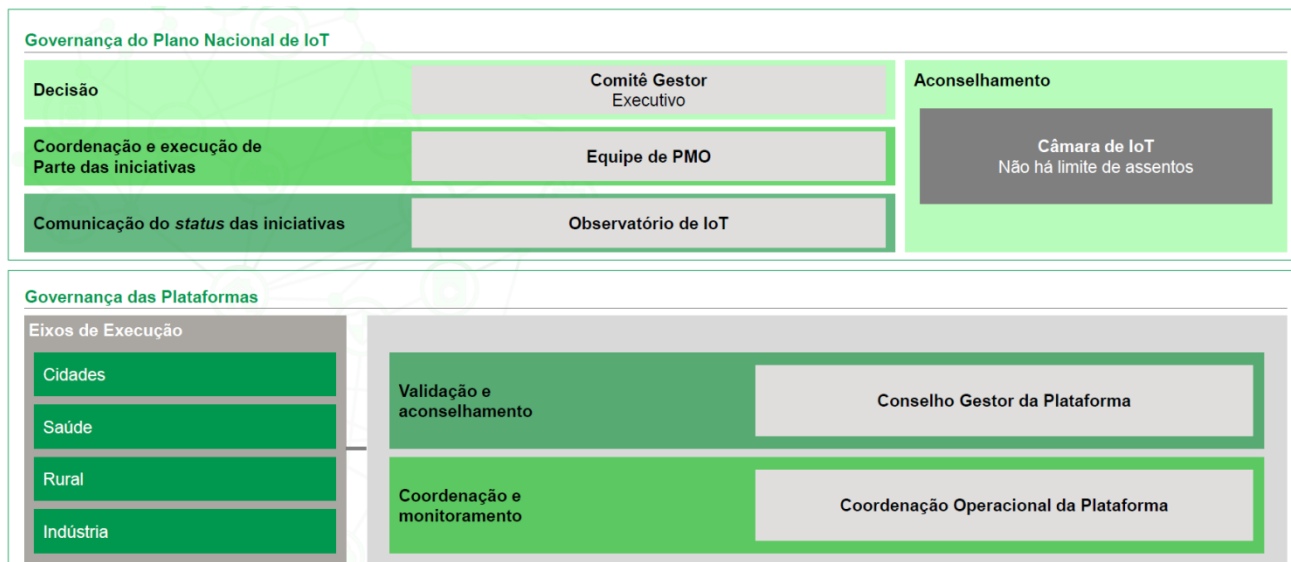 Governança do Plano Nacional de IoT
Decisão
Comitê Gestor
Executivo
Coordenação e execução de
Parte das iniciativas
Equipe de PMO
Comunicação do status das iniciativas
Observatório de IoT
Aconselhamento
Câmara de IoT
Não há limite de assentos
Governança das Plataformas
Eixos de Execução
Cidades
Saúde
Rural
Indústria
Validação e
aconselhamento
Conselho Gestor da Plataforma
Coordenação e
monitoramento
Coordenação Operacional da Plataforma